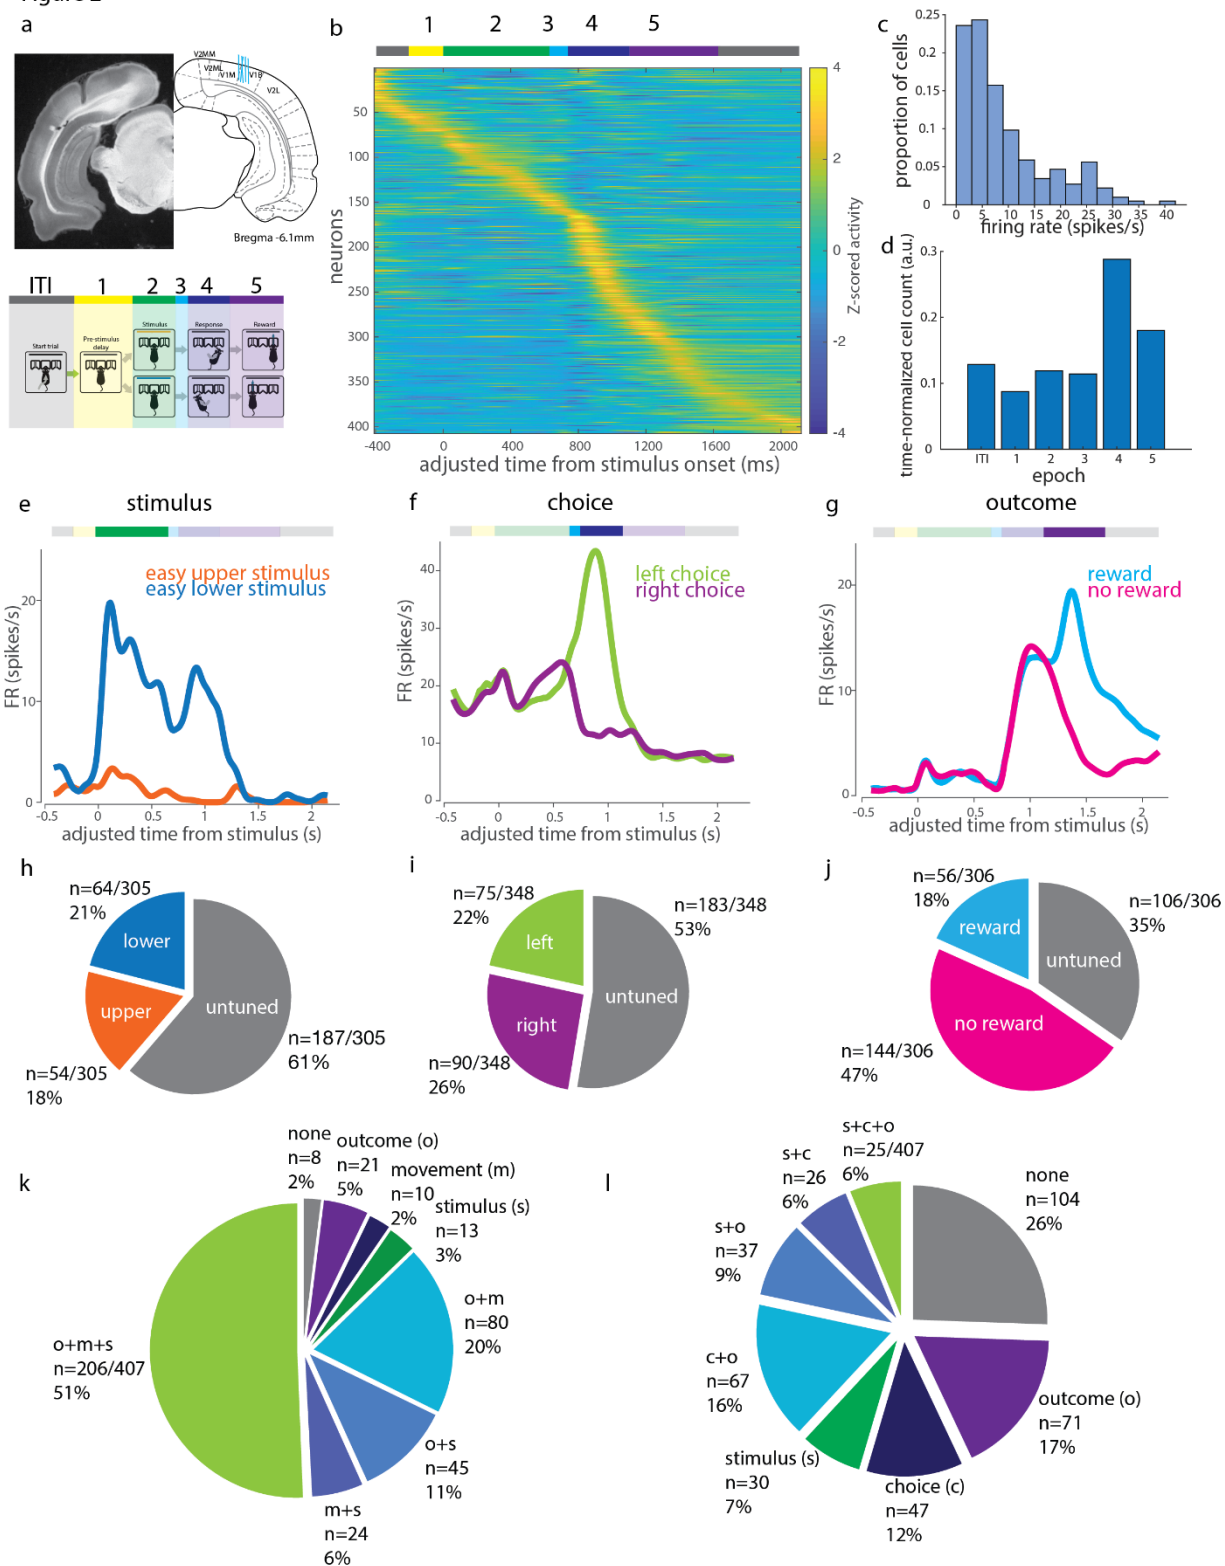 Figure 2
a
V2MM
V2ML
V1M
V1B
V2L
Bregma -6.1mm
ITI 1 2 3 4 5
Start trial
Pre-stimulus
delay
Stimulus
Response
Reward
b
1 2 3 4 5
neurons
50
100
150
200
250
300
350
400
-400 0 400 800 1200 1600 2000
adjusted time from stimulus onset (ms)
4
2
0
-2
-4
Z-scored activity
c
proportion of cells
0.25
0.2
0.15
0.1
0.05
0
0 5 10 15 20 25 30 35 40
firing rate (spikes/s)
d
time-normalized cell count (a.u.)
0.3
0.2
0.1
0
ITI 1 2 3 4 5
epoch
e
stimulus
easy upper stimulus
easy lower stimulus
FR (spikes/s)
20
10
0
-0.5 0 0.5 1 1.5 2
adjusted time from stimulus (s)
f
choice
left choice
right choice
FR (spikes/s)
40
30
20
10
0
-0.5 0 0.5 1 1.5 2
adjusted time from stimulus (s)
g
outcome
reward
no reward
FR (spikes/s)
20
10
0
-0.5 0 0.5 1 1.5 2
adjusted time from stimulus (s)
h
n=64/305
21%
lower
upper
untuned
n=187/305
61%
n=54/305
18%
i
n=75/348
22%
n=183/348
53%
left
untuned
right
n=90/348
26%
j
n=56/306
18%
n=106/306
35%
reward
untuned
no reward
n=144/306
47%
k
none
n=8
2%
outcome (o)
n=21
5%
movement (m)
n=10
2%
stimulus (s)
n=13
3%
o+m
n=80
20%
o+s
n=45
11%
m+s
n=24
6%
o+m+s
n=206/407
51%
l
s+c+o
n=25/407
6%
s+c
n=26
6%
s+o
n=37
9%
c+o
n=67
16%
stimulus (s)
n=30
7%
choice (c)
n=47
12%
outcome (o)
n=71
17%
none
n=104
26%